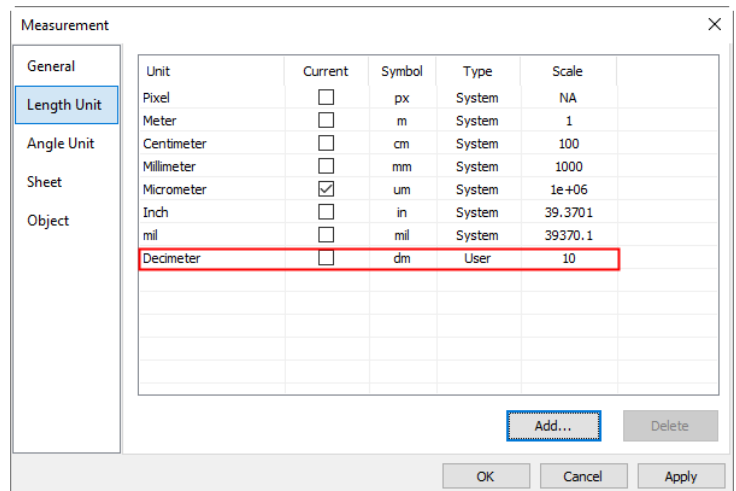 Measurement
General
Length Unit
Angle Unit
Sheet
Object
Unit Current Symbol Type Scale
Pixel px System NA
Meter m System 1
Centimeter cm System 100
Millimeter mm System 1000
Micrometer um System 1e+06
Inch in System 39.3701
mil mil System 39370.1
Decimeter dm User 10
Add... Delete
OK Cancel Apply